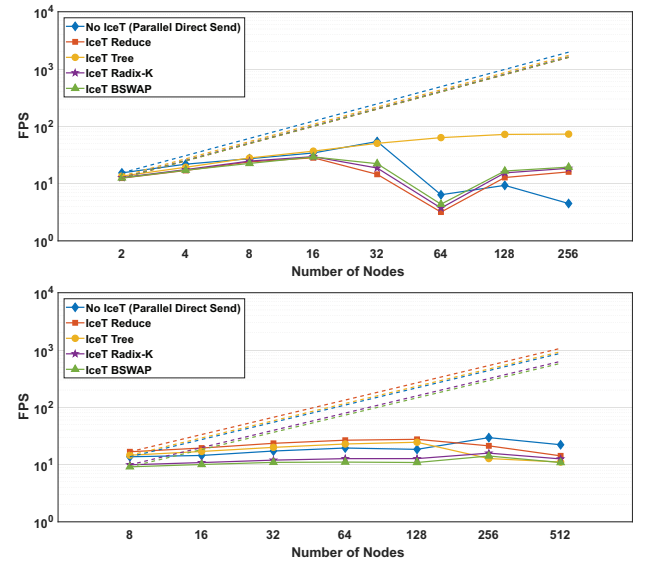 10^4
10^3
10^2
10^1
10^0
FPS
No IceT (Parallel Direct Send)
IceT Reduce
IceT Tree
IceT Radix-K
IceT BSWAP
2 4 8 16 32 64 128 256
Number of Nodes
10^4
10^3
10^2
10^1
10^0
FPS
No IceT (Parallel Direct Send)
IceT Reduce
IceT Tree
IceT Radix-K
IceT BSWAP
8 16 32 64 128 256 512
Number of Nodes